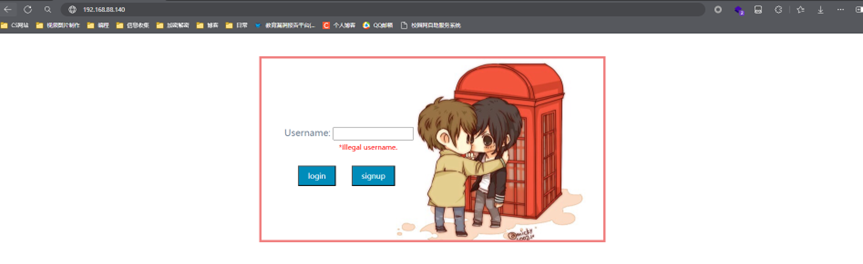 192.168.88.140
CS网站 视频图片制作 编程 信息收集 加密解密 博客 日常 教育漏洞报告平台(... 个人博客 QQ邮箱 校园网自助服务系统
Username:
*Illegal username.
login signup